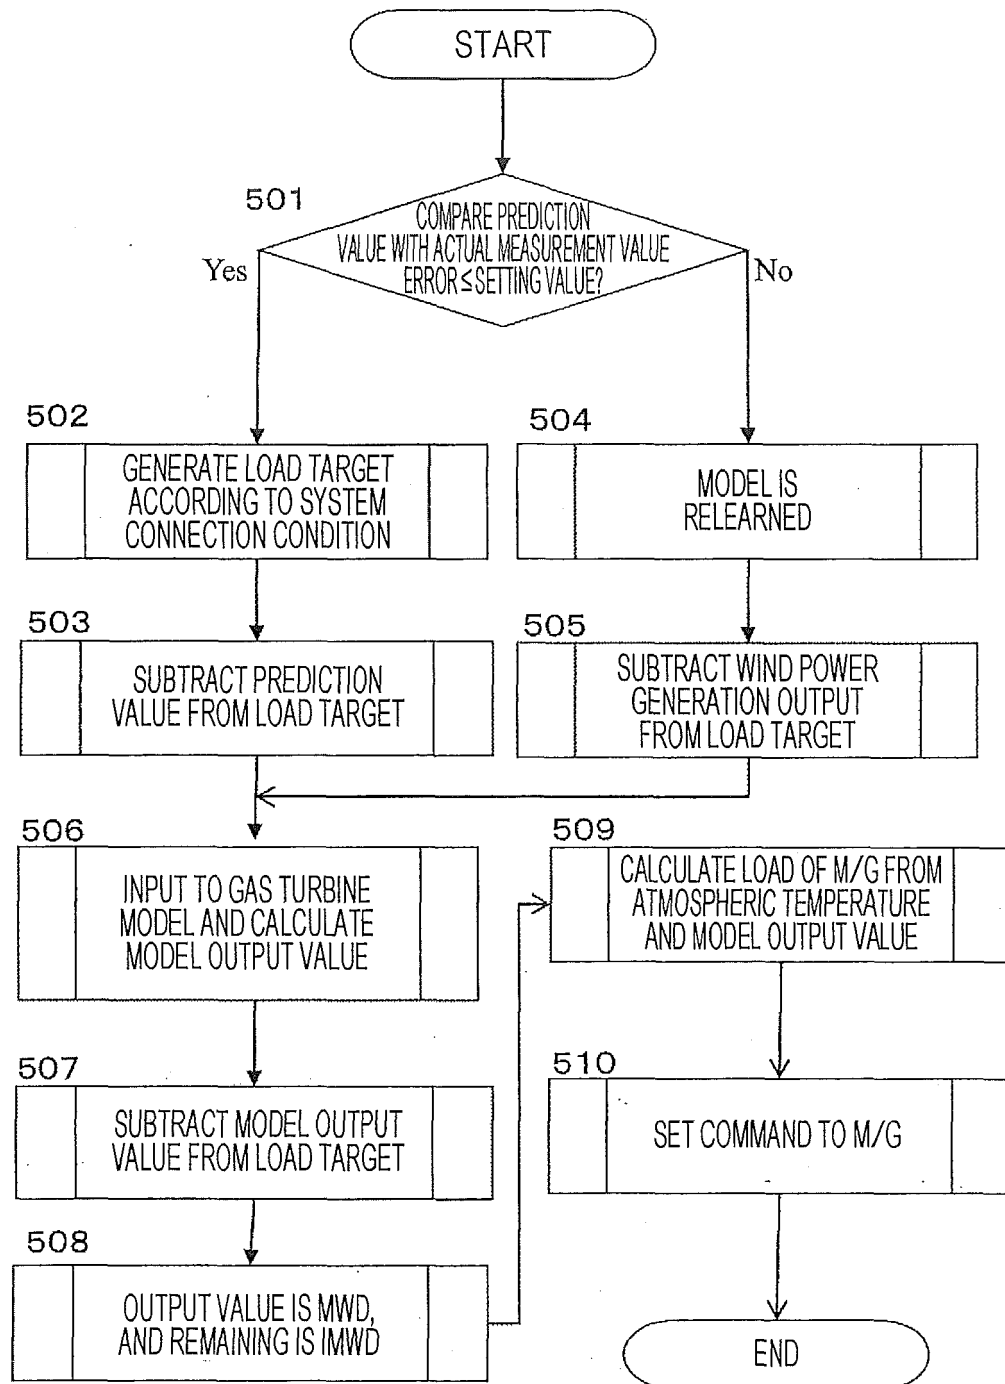 START
501
COMPARE PREDICTION
VALUE WITH ACTUAL MEASUREMENT VALUE
ERROR≤SETTING VALUE?
Yes
No
502
GENERATE LOAD TARGET
ACCORDING TO SYSTEM
CONNECTION CONDITION
504
MODEL IS
RELEARNED
503
SUBTRACT PREDICTION
VALUE FROM LOAD TARGET
505
SUBTRACT WIND POWER
GENERATION OUTPUT
FROM LOAD TARGET
506
INPUT TO GAS TURBINE
MODEL AND CALCULATE
MODEL OUTPUT VALUE
507
SUBTRACT MODEL OUTPUT
VALUE FROM LOAD TARGET
508
OUTPUT VALUE IS MWD,
AND REMAINING IS IMWD
509
CALCULATE LOAD OF M/G FROM
ATMOSPHERIC TEMPERATURE
AND MODEL OUTPUT VALUE
510
SET COMMAND TO M/G
END